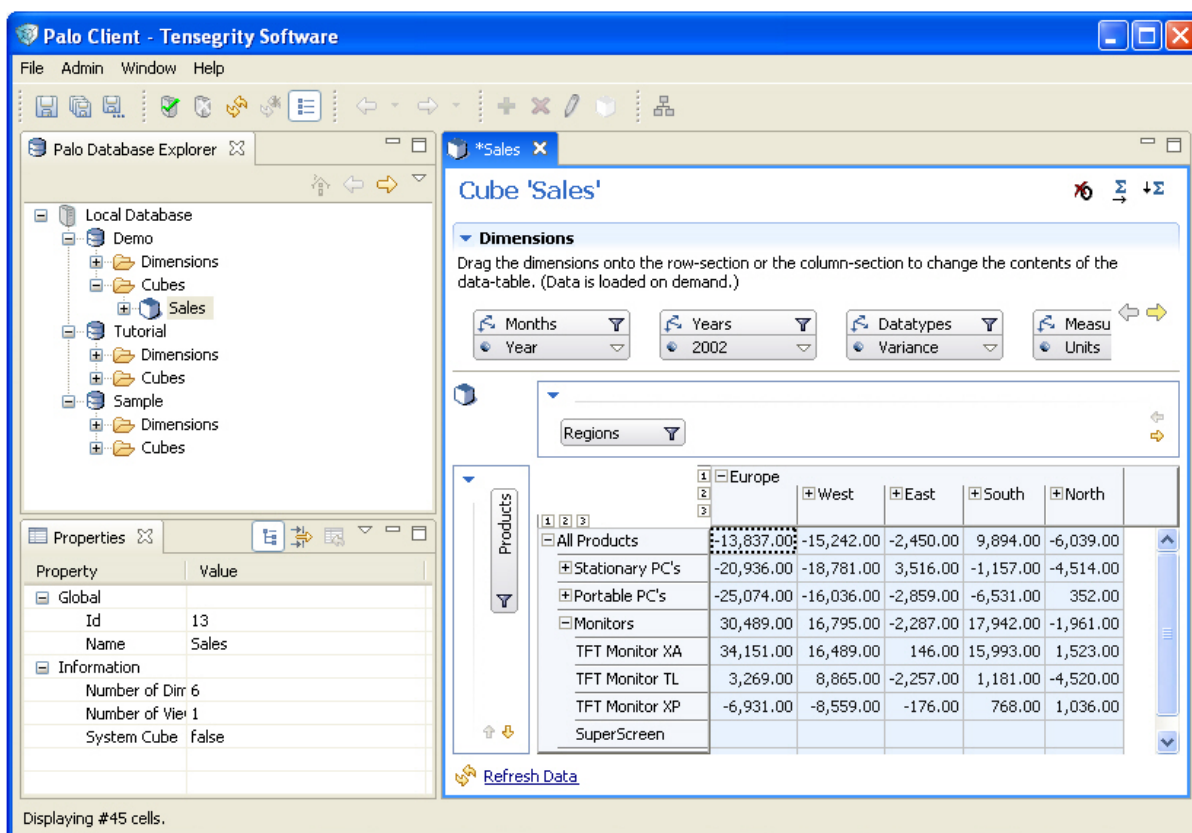 Palo Client - Tensegrity Software
File Admin Window Help
Palo Database Explorer
Local Database
Demo
Dimensions
Cubes
Sales
Tutorial
Dimensions
Cubes
Sample
Dimensions
Cubes
Properties
Property Value
Global
Id 13
Name Sales
Information
Number of Dim 6
Number of Vie 1
System Cube false
*Sales
Cube 'Sales'
Dimensions
Drag the dimensions onto the row-section or the column-section to change the contents of the
data-table. (Data is loaded on demand.)
Months Years Datatypes Measu
Year 2002 Variance Units
Regions
Products
1 Europe
2 West East South North
3
1 2 3
All Products -13,837.00 -15,242.00 -2,450.00 9,894.00 -6,039.00
Stationary PC's -20,936.00 -18,781.00 3,516.00 -1,157.00 -4,514.00
Portable PC's -25,074.00 -16,036.00 -2,859.00 -6,531.00 352.00
Monitors 30,489.00 16,795.00 -2,287.00 17,942.00 -1,961.00
TFT Monitor XA 34,151.00 16,489.00 146.00 15,993.00 1,523.00
TFT Monitor TL 3,269.00 8,865.00 -2,257.00 1,181.00 -4,520.00
TFT Monitor XP -6,931.00 -8,559.00 -176.00 768.00 1,036.00
SuperScreen
Refresh Data
Displaying #45 cells.